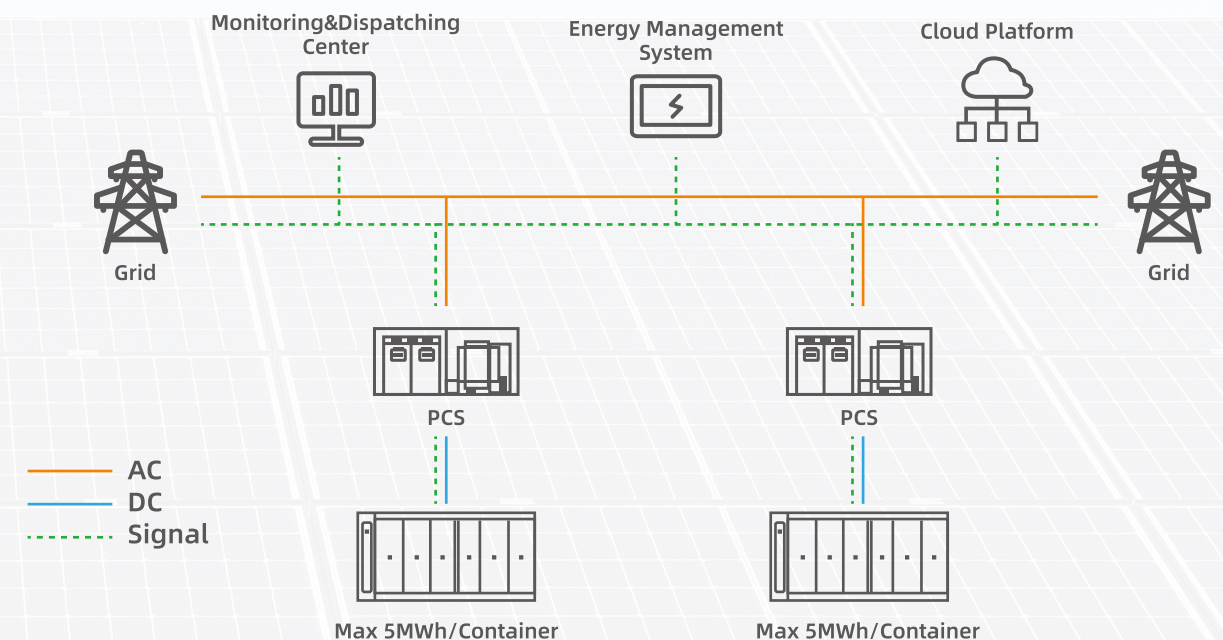 Monitoring&Dispatching
Center
Energy Management
System
Cloud Platform
Grid
Grid
PCS
PCS
AC
DC
Signal
Max 5MWh/Container
Max 5MWh/Container